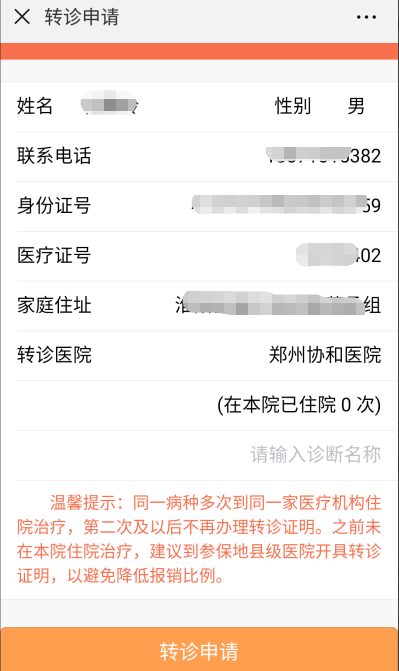 转诊申请
姓名 性别 男
联系电话 382
身份证号 59
医疗证号 402
家庭住址 组
转诊医院 郑州协和医院
(在本院已住院 0 次)
请输入诊断名称
温馨提示：同一病种多次到同一家医疗机构住
院治疗，第二次及以后不再办理转诊证明。之前未
在本院住院治疗，建议到参保地县级医院开具转诊
证明，以避免降低报销比例。
转诊申请